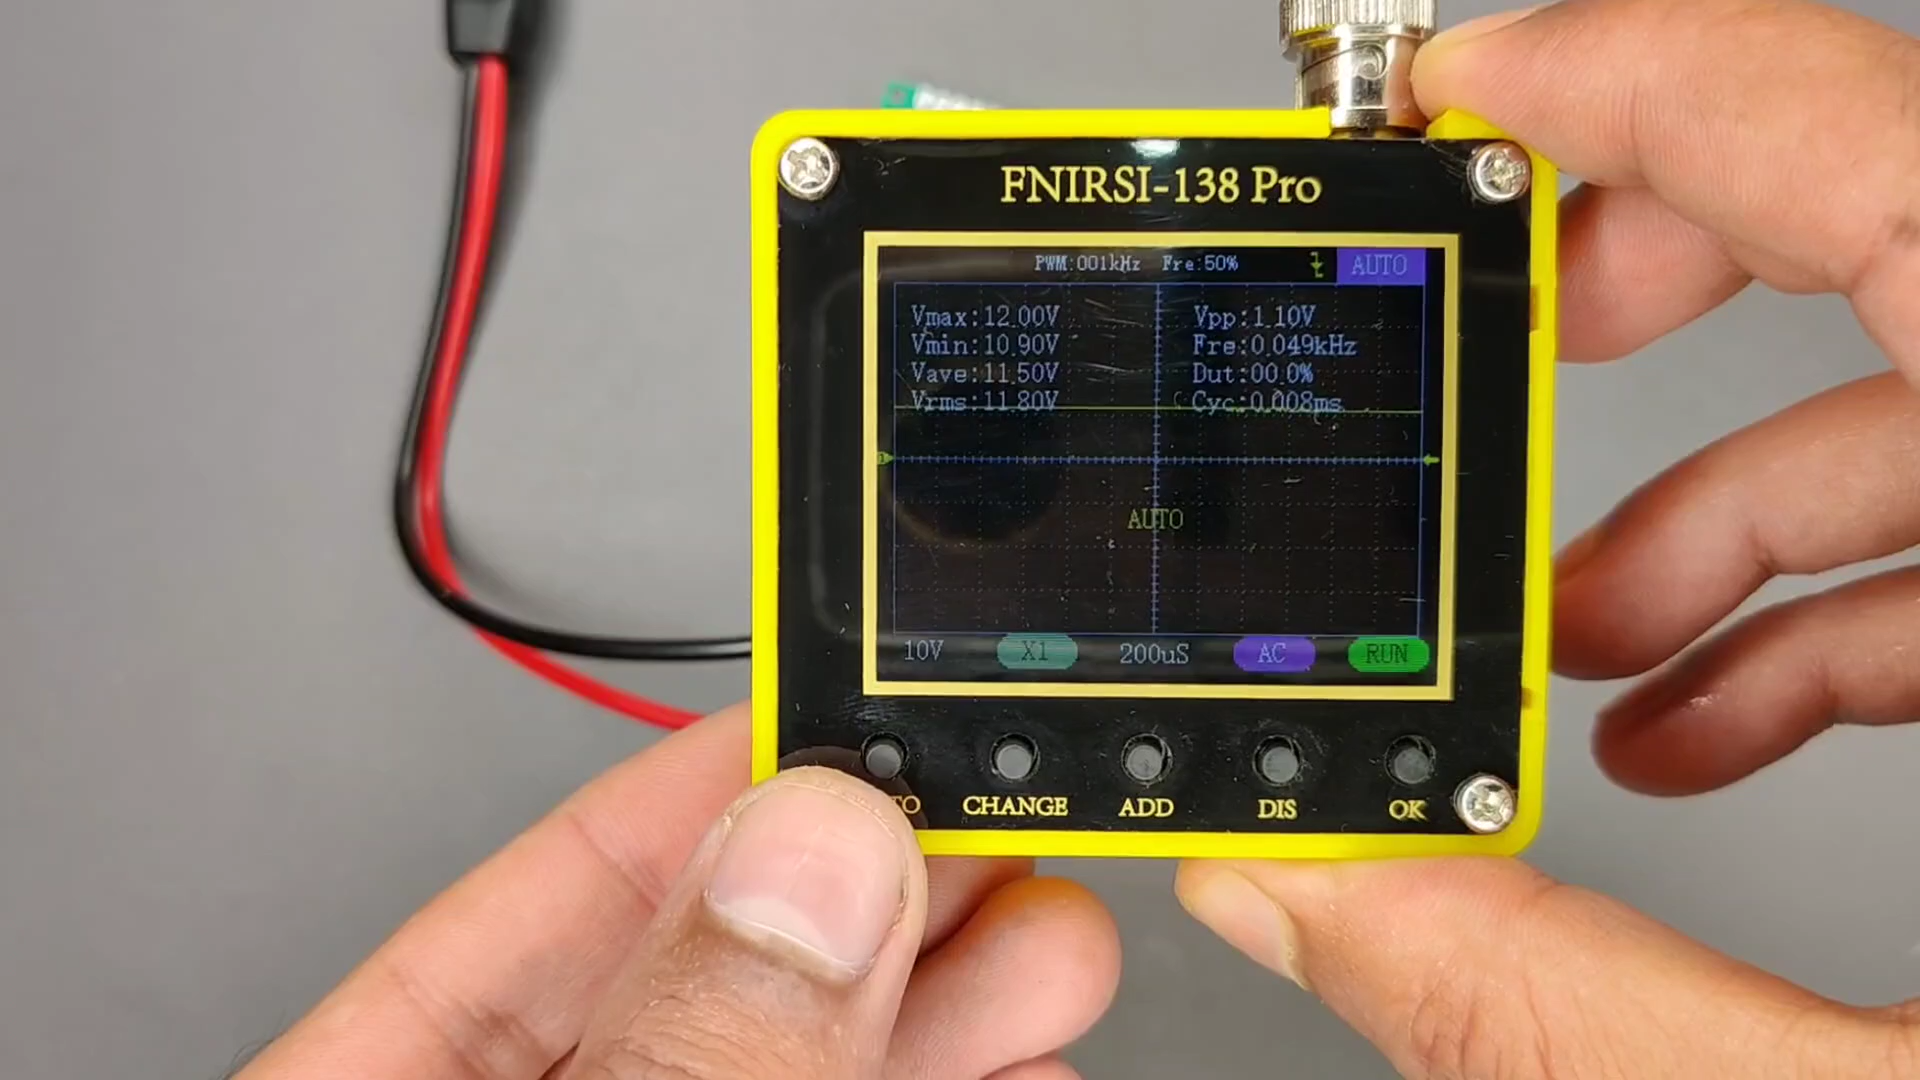 FNIRSI-138 Pro
PWM:001kHz Fre:50% AUTO
Vmax:12.00V Vpp:1.10V
Vmin:10.90V Fre:0.049kHz
Vave:11.50V Dut:00.0%
Vrms:11.80V Cyc:0.008ms
1
AUTO
10V X1 200uS AC RUN
TO CHANGE ADD DIS OK